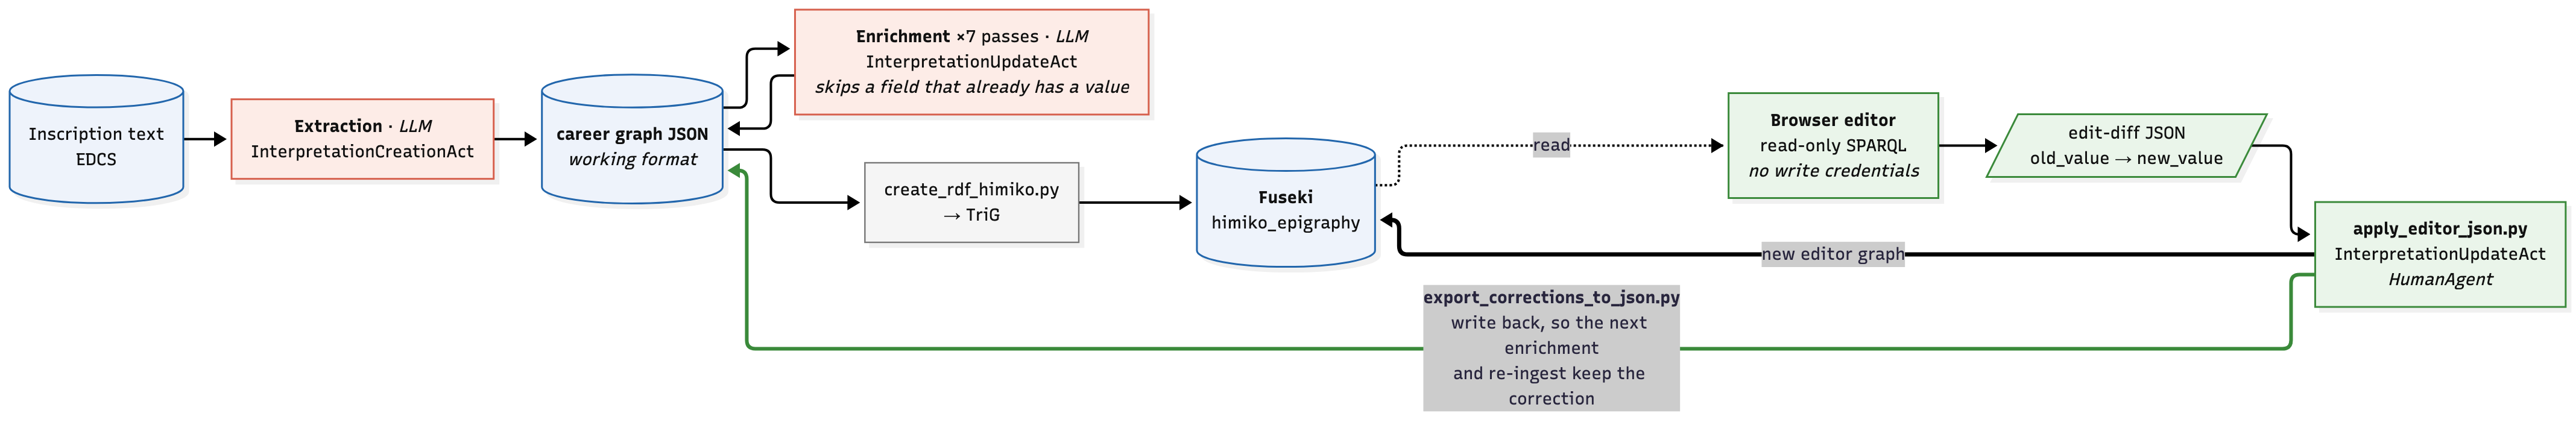 Inscription text
EDCS
Extraction · LLM
InterpretationCreationAct
career graph JSON
working format
Enrichment ×7 passes · LLM
InterpretationUpdateAct
skips a field that already has a value
create_rdf_himiko.py
→ TriG
Fuseki
himiko_epigraphy
read
Browser editor
read-only SPARQL
no write credentials
edit-diff JSON
old_value → new_value
apply_editor_json.py
InterpretationUpdateAct
HumanAgent
new editor graph
export_corrections_to_json.py
write back, so the next
enrichment
and re-ingest keep the
correction